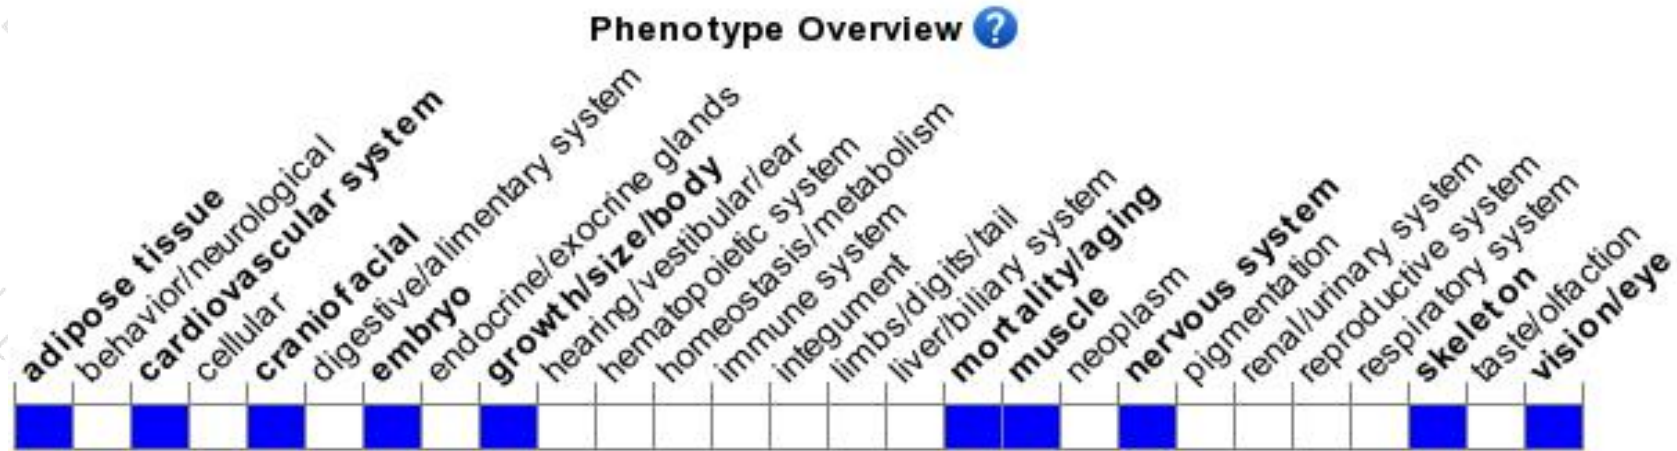 Phenotype Overview ?
adipose tissue
behavior/neurological
cardiovascular system
cellular
craniofacial
digestive/alimentary system
embryo
endocrine/exocrine glands
growth/size/body
hearing/vestibular/ear
hematopoietic system
homeostasis/metabolism
immune system
integument
limbs/digits/tail
liver/biliary system
mortality/aging
muscle
neoplasm
nervous system
pigmentation
renal/urinary system
reproductive system
respiratory system
skeleton
taste/olfaction
vision/eye